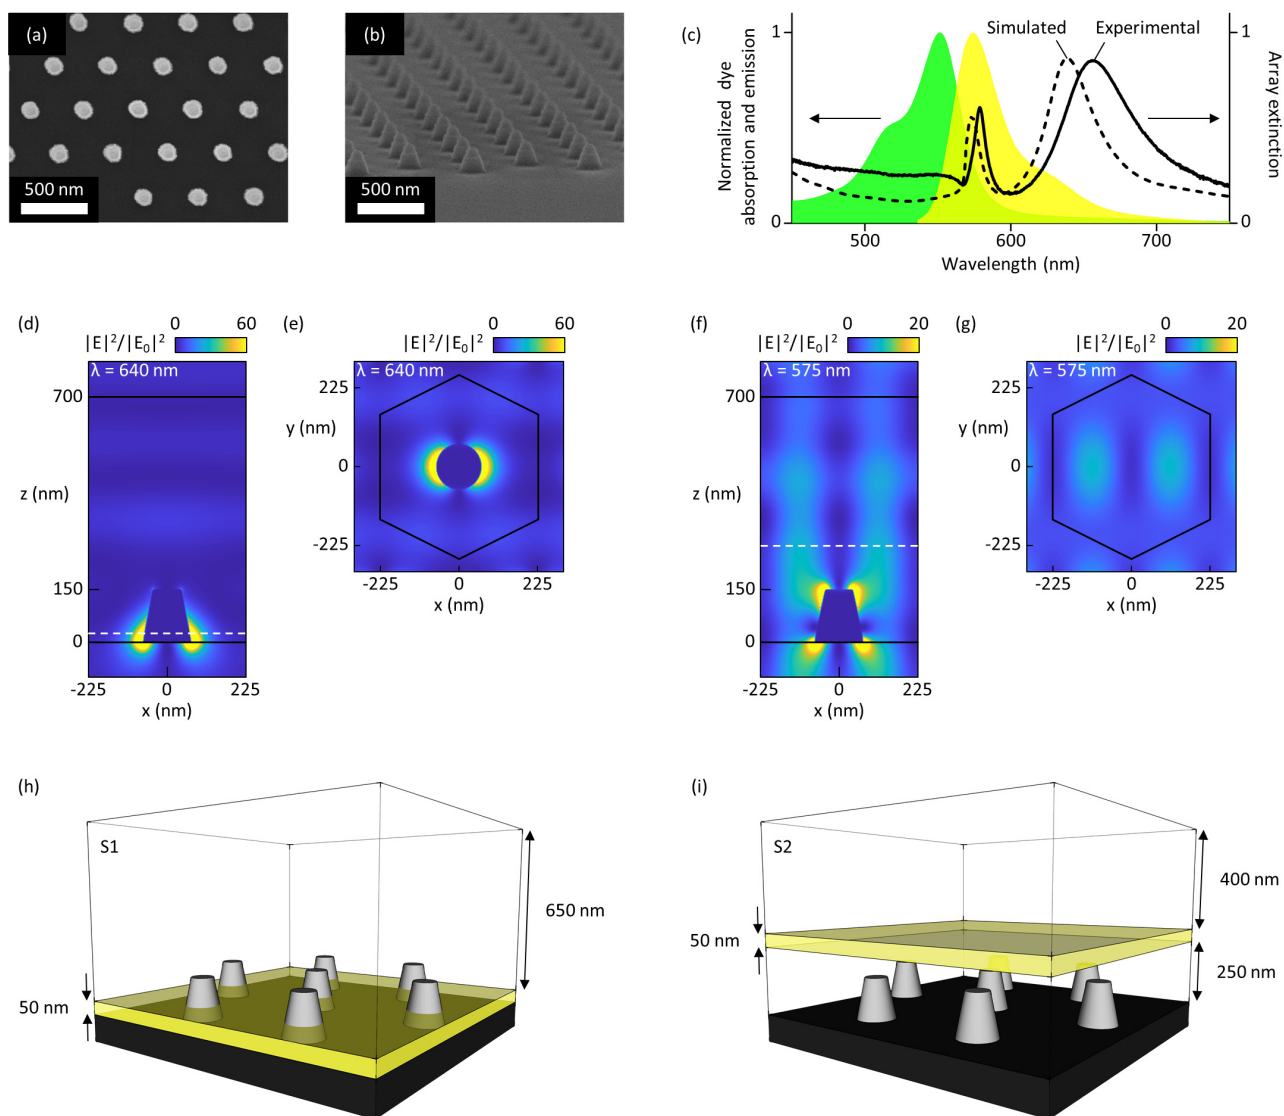 (a)
500 nm
(b)
500 nm
(c)
Normalized dye
absorption and emission
1
0
Simulated
Experimental
1
0
Array extinction
500
600
700
Wavelength (nm)
(d)
|E|²/|E₀|²
0
60
λ = 640 nm
700
z (nm)
150
0
-225
0
225
x (nm)
(e)
|E|²/|E₀|²
0
60
λ = 640 nm
225
y (nm)
0
-225
-225
0
225
x (nm)
(f)
|E|²/|E₀|²
0
20
λ = 575 nm
700
z (nm)
150
0
-225
0
225
x (nm)
(g)
|E|²/|E₀|²
0
20
λ = 575 nm
225
y (nm)
0
-225
-225
0
225
x (nm)
(h)
S1
650 nm
50 nm
(i)
S2
400 nm
50 nm
250 nm